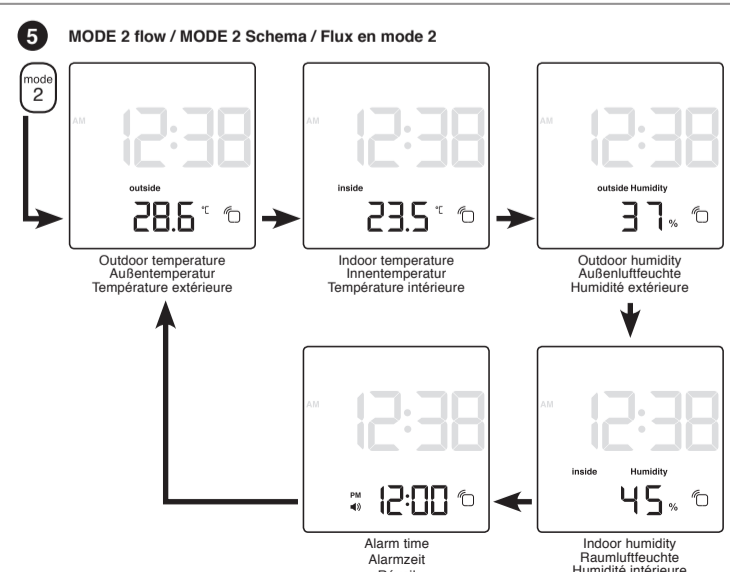 5 MODE 2 flow / MODE 2 Schema / Flux en mode 2
mode
2
AM 12:38
outside
28.6 °C
Outdoor temperature
Außentemperatur
Température extérieure
AM 12:38
inside
23.5 °C
Indoor temperature
Innentemperatur
Température intérieure
AM 12:38
outside Humidity
37 %
Outdoor humidity
Außenluftfeuchte
Humidité extérieure
AM 12:38
PM 12:00
Alarm time
Alarmzeit
AM 12:38
inside Humidity
45 %
Indoor humidity
Raumluftfeuchte
Humidité intérieure